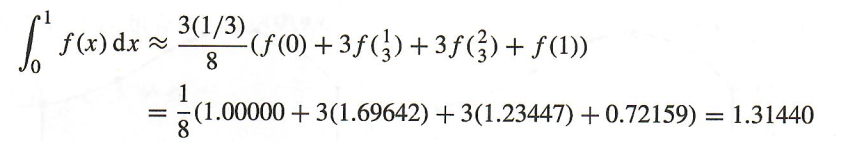 ∫₀¹ f(x) dx ≈ 3(1/3)/8 (f(0) + 3f(1/3) + 3f(2/3) + f(1))
= 1/8 (1.00000 + 3(1.69642) + 3(1.23447) + 0.72159) = 1.31440